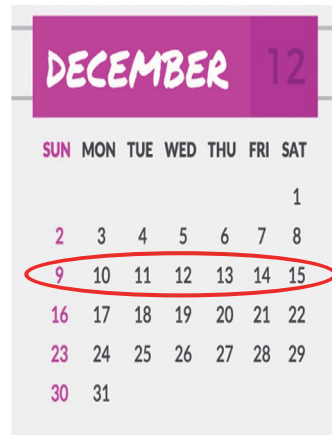 DECEMBER 12
SUN MON TUE WED THU FRI SAT
1
2 3 4 5 6 7 8
9 10 11 12 13 14 15
16 17 18 19 20 21 22
23 24 25 26 27 28 29
30 31